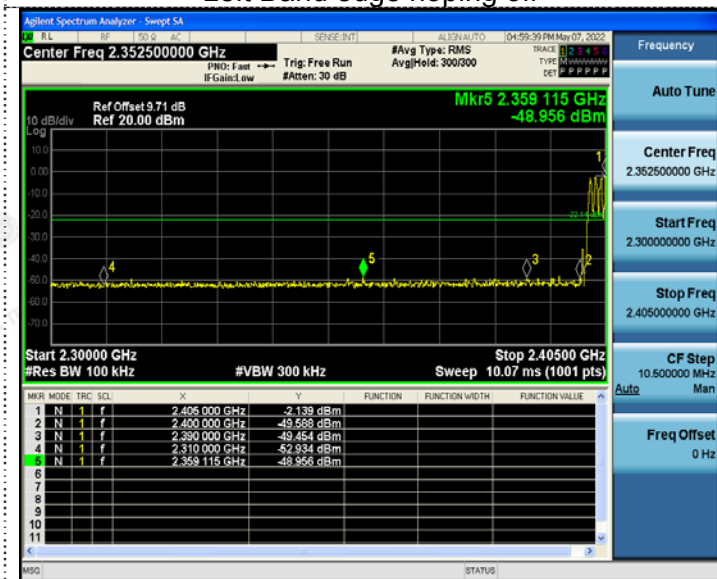 Left Band edge hoping off
Agilent Spectrum Analyzer - Swept SA
RL RF 50 Ω AC SENSE:INT ALIGN AUTO 04:59:39 PM May 07, 2022
Center Freq 2.352500000 GHz #Avg Type: RMS TRACE 1 2 3 4 5 6
PNO: Fast Trig: Free Run Avg|Hold: 300/300 TYPE M
IFGain:Low #Atten: 30 dB DET P P P P P P
Frequency
Auto Tune
Center Freq
2.352500000 GHz
Start Freq
2.300000000 GHz
Stop Freq
2.405000000 GHz
CF Step
10.500000 MHz
Auto Man
Freq Offset
0 Hz
Mkr5 2.359 115 GHz
Ref Offset 9.71 dB -48.956 dBm
10 dB/div Ref 20.00 dBm
Log
10.0
0.00
-10.0
-20.0
-30.0
-40.0
-50.0
-60.0
-70.0
1
2
3
4
5
Start 2.30000 GHz Stop 2.40500 GHz
#Res BW 100 kHz #VBW 300 kHz Sweep 10.07 ms (1001 pts)
MKR MODE TRC SCL X Y FUNCTION FUNCTION WIDTH FUNCTION VALUE
1 N 1 f 2.405 000 GHz -2.139 dBm
2 N 1 f 2.400 000 GHz -49.588 dBm
3 N 1 f 2.390 000 GHz -49.454 dBm
4 N 1 f 2.310 000 GHz -52.934 dBm
5 N 1 f 2.359 115 GHz -48.956 dBm
6
7
8
9
10
11
MSG STATUS